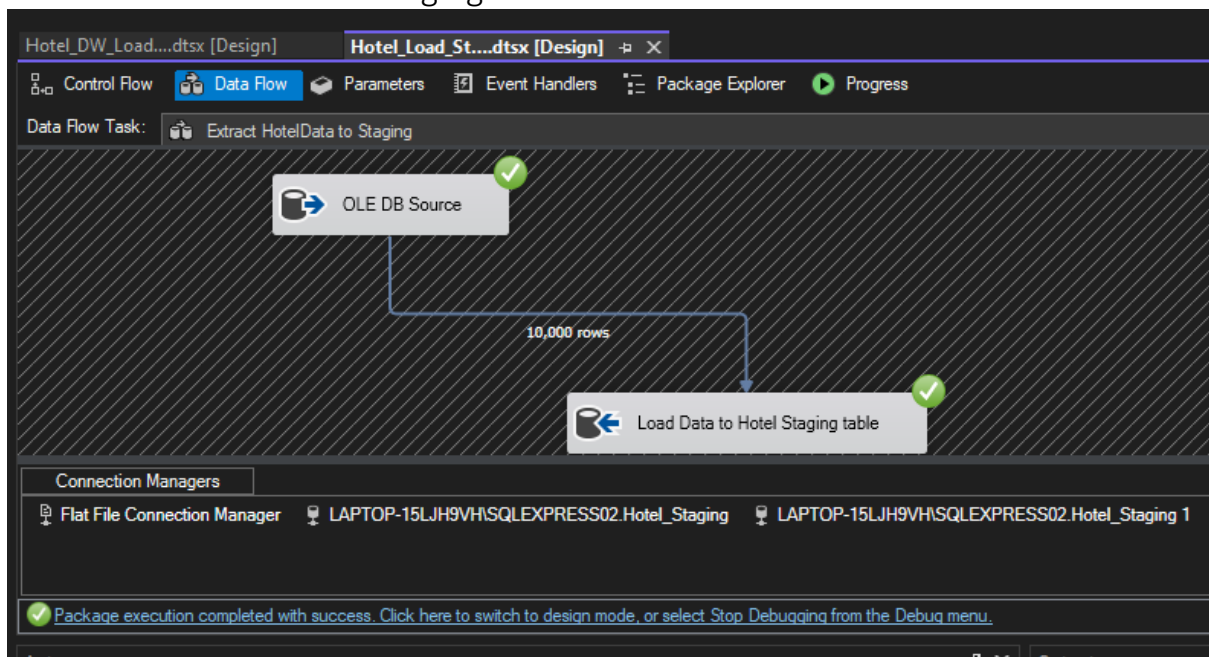 Hotel_DW_Load....dtsx [Design] Hotel_Load_St....dtsx [Design]
Control Flow Data Flow Parameters Event Handlers Package Explorer Progress
Data Flow Task: Extract HotelData to Staging
OLE DB Source
10,000 rows
Load Data to Hotel Staging table
Connection Managers
Flat File Connection Manager LAPTOP-15LJH9VH\SQLEXPRESS02.Hotel_Staging LAPTOP-15LJH9VH\SQLEXPRESS02.Hotel_Staging 1
Package execution completed with success. Click here to switch to design mode, or select Stop Debugging from the Debug menu.